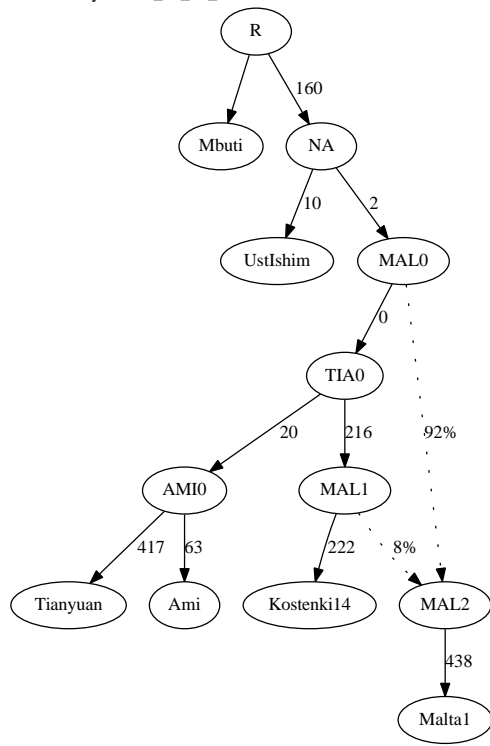 R
160
Mbuti
NA
10
2
UstIshim
MAL0
0
TIA0
92%
20
216
AMI0
MAL1
417
63
222
8%
Tianyuan
Ami
Kostenki14
MAL2
438
Malta1